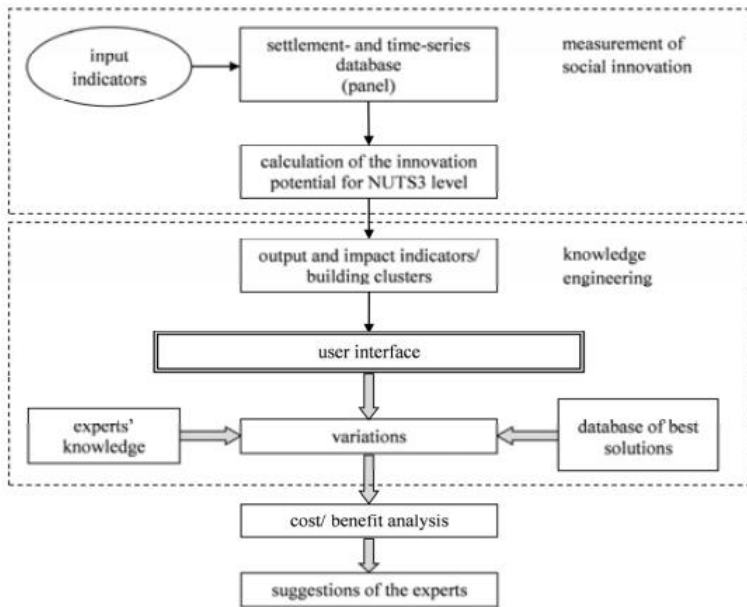 input
indicators
settlement- and time-series
database
(panel)
measurement of
social innovation
calculation of the innovation
potential for NUTS3 level
output and impact indicators/
building clusters
knowledge
engineering
user interface
experts'
knowledge
variations
database of best
solutions
cost/ benefit analysis
suggestions of the experts